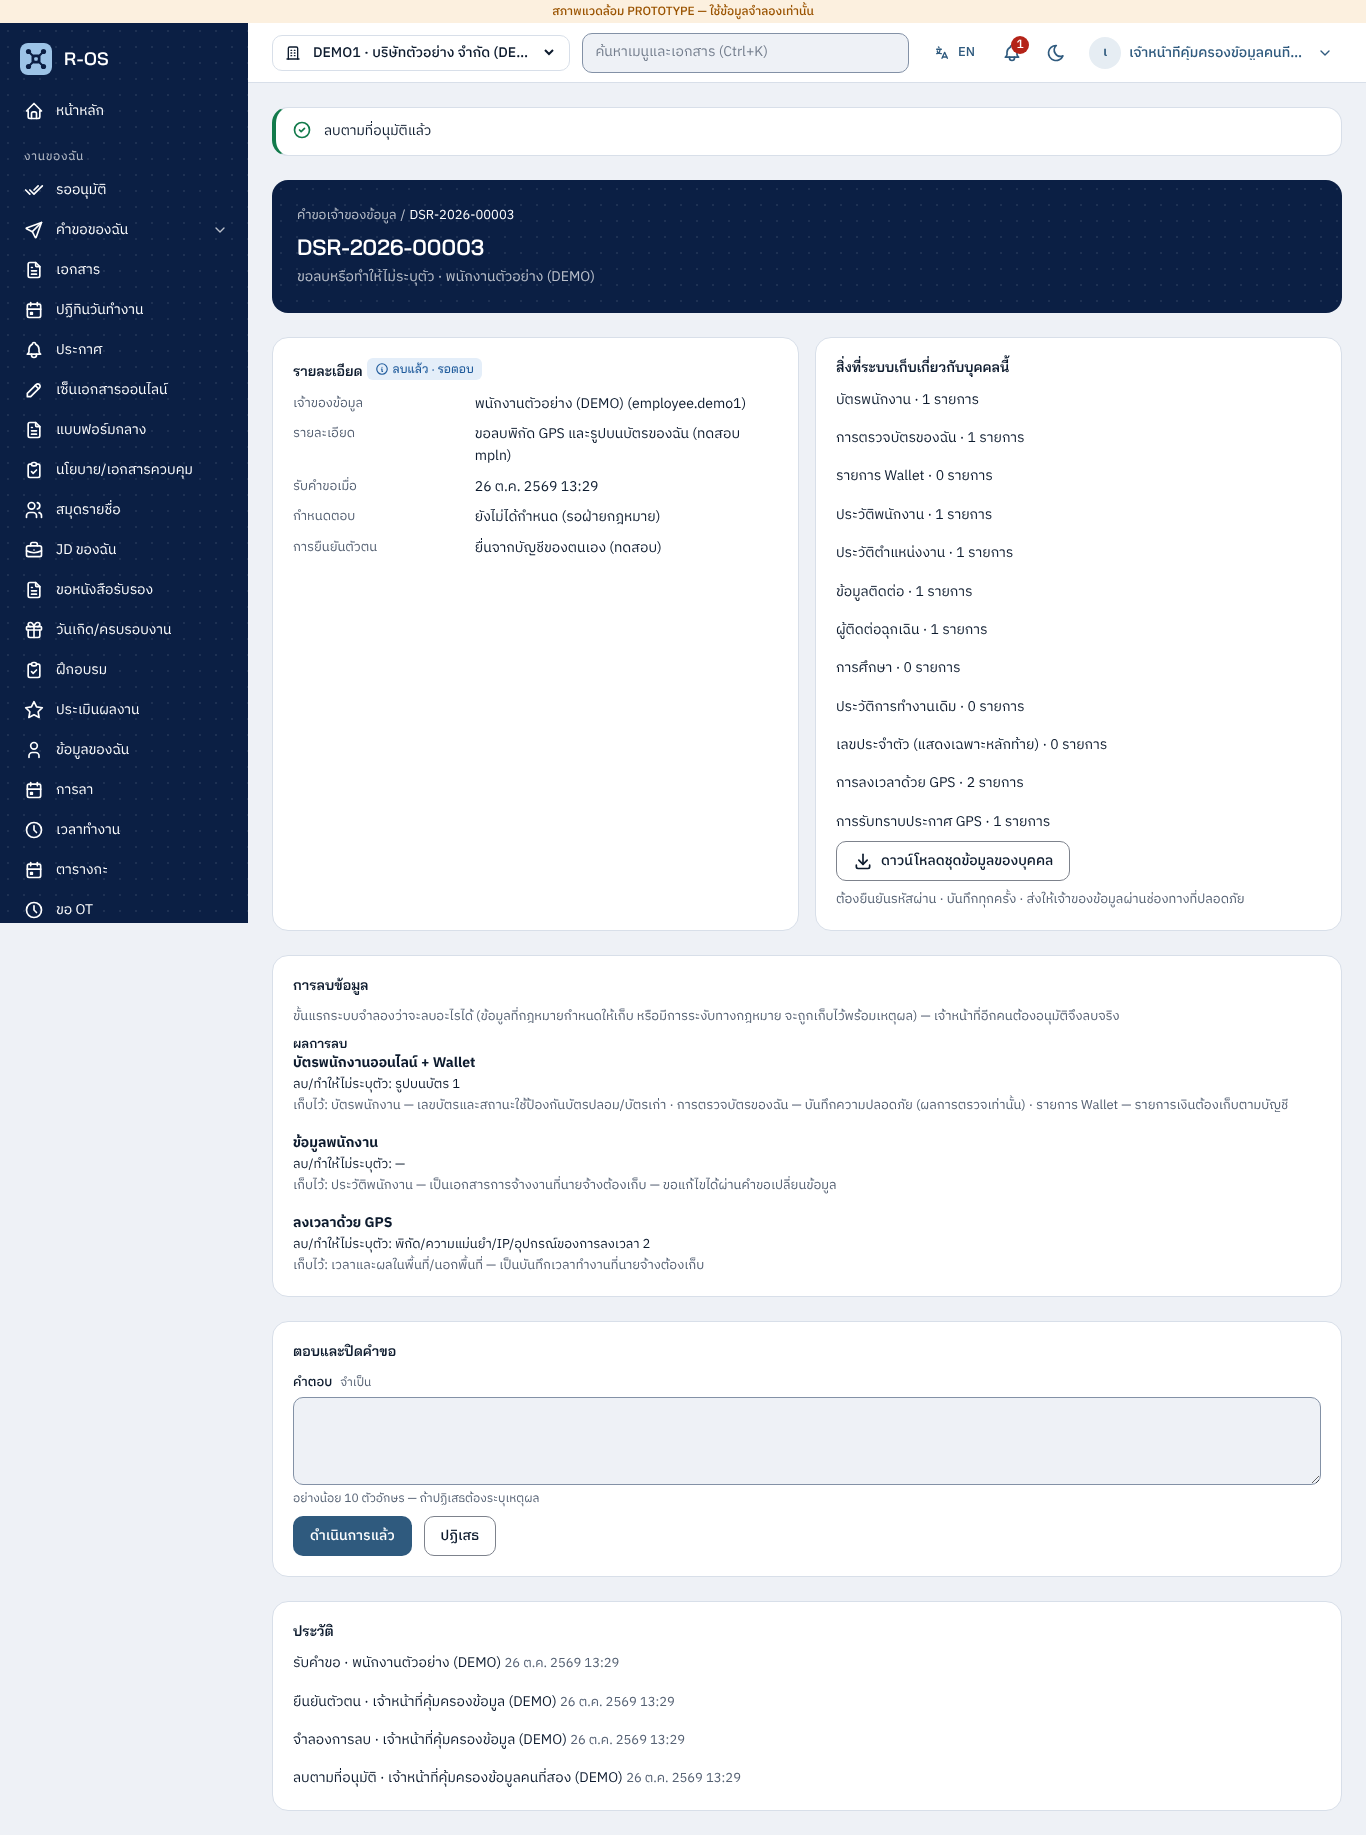 สภาพแวดล้อม PROTOTYPE — ใช้ข้อมูลจำลองเท่านั้น
R-OS
หน้าหลัก
งานของฉัน
รออนุมัติ
คำขอของฉัน
เอกสาร
ปฏิทินวันทำงาน
ประกาศ
เซ็นเอกสารออนไลน์
แบบฟอร์มกลาง
นโยบาย/เอกสารควบคุม
สมุดรายชื่อ
JD ของฉัน
ขอหนังสือรับรอง
วันเกิด/ครบรอบงาน
ฝึกอบรม
ประเมินผลงาน
ข้อมูลของฉัน
การลา
เวลาทำงาน
ตารางกะ
ขอ OT
DEMO1 · บริษัทตัวอย่าง จำกัด (DE...
ค้นหาเมนูและเอกสาร (Ctrl+K)
EN
1
เ
เจ้าหน้าที่คุ้มครองข้อมูลคนที่...
ลบตามที่อนุมัติแล้ว
คำขอเจ้าของข้อมูล / DSR-2026-00003
DSR-2026-00003
ขอลบหรือทำให้ไม่ระบุตัว · พนักงานตัวอย่าง (DEMO)
รายละเอียด ลบแล้ว · รอตอบ
เจ้าของข้อมูล พนักงานตัวอย่าง (DEMO) (employee.demo1)
รายละเอียด ขอลบพิกัด GPS และรูปบนบัตรของฉัน (ทดสอบ
mpln)
รับคำขอเมื่อ 26 ต.ค. 2569 13:29
กำหนดตอบ ยังไม่ได้กำหนด (รอฝ่ายกฎหมาย)
การยืนยันตัวตน ยื่นจากบัญชีของตนเอง (ทดสอบ)
สิ่งที่ระบบเก็บเกี่ยวกับบุคคลนี้
บัตรพนักงาน · 1 รายการ
การตรวจบัตรของฉัน · 1 รายการ
รายการ Wallet · 0 รายการ
ประวัติพนักงาน · 1 รายการ
ประวัติตำแหน่งงาน · 1 รายการ
ข้อมูลติดต่อ · 1 รายการ
ผู้ติดต่อฉุกเฉิน · 1 รายการ
การศึกษา · 0 รายการ
ประวัติการทำงานเดิม · 0 รายการ
เลขประจำตัว (แสดงเฉพาะหลักท้าย) · 0 รายการ
การลงเวลาด้วย GPS · 2 รายการ
การรับทราบประกาศ GPS · 1 รายการ
ดาวน์โหลดชุดข้อมูลของบุคคล
ต้องยืนยันรหัสผ่าน · บันทึกทุกครั้ง · ส่งให้เจ้าของข้อมูลผ่านช่องทางที่ปลอดภัย
การลบข้อมูล
ขั้นแรกระบบจำลองว่าจะลบอะไรได้ (ข้อมูลที่กฎหมายกำหนดให้เก็บ หรือมีการระงับทางกฎหมาย จะถูกเก็บไว้พร้อมเหตุผล) — เจ้าหน้าที่อีกคนต้องอนุมัติจึงลบจริง
ผลการลบ
บัตรพนักงานออนไลน์ + Wallet
ลบ/ทำให้ไม่ระบุตัว: รูปบนบัตร 1
เก็บไว้: บัตรพนักงาน — เลขบัตรและสถานะใช้ป้องกันบัตรปลอม/บัตรเก่า · การตรวจบัตรของฉัน — บันทึกความปลอดภัย (ผลการตรวจเท่านั้น) · รายการ Wallet — รายการเงินต้องเก็บตามบัญชี
ข้อมูลพนักงาน
ลบ/ทำให้ไม่ระบุตัว: —
เก็บไว้: ประวัติพนักงาน — เป็นเอกสารการจ้างงานที่นายจ้างต้องเก็บ — ขอแก้ไขได้ผ่านคำขอเปลี่ยนข้อมูล
ลงเวลาด้วย GPS
ลบ/ทำให้ไม่ระบุตัว: พิกัด/ความแม่นยำ/IP/อุปกรณ์ของการลงเวลา 2
เก็บไว้: เวลาและผลในพื้นที่/นอกพื้นที่ — เป็นบันทึกเวลาทำงานที่นายจ้างต้องเก็บ
ตอบและปิดคำขอ
คำตอบ จำเป็น
อย่างน้อย 10 ตัวอักษร — ถ้าปฏิเสธต้องระบุเหตุผล
ดำเนินการแล้ว
ปฏิเสธ
ประวัติ
รับคำขอ · พนักงานตัวอย่าง (DEMO) 26 ต.ค. 2569 13:29
ยืนยันตัวตน · เจ้าหน้าที่คุ้มครองข้อมูล (DEMO) 26 ต.ค. 2569 13:29
จำลองการลบ · เจ้าหน้าที่คุ้มครองข้อมูล (DEMO) 26 ต.ค. 2569 13:29
ลบตามที่อนุมัติ · เจ้าหน้าที่คุ้มครองข้อมูลคนที่สอง (DEMO) 26 ต.ค. 2569 13:29